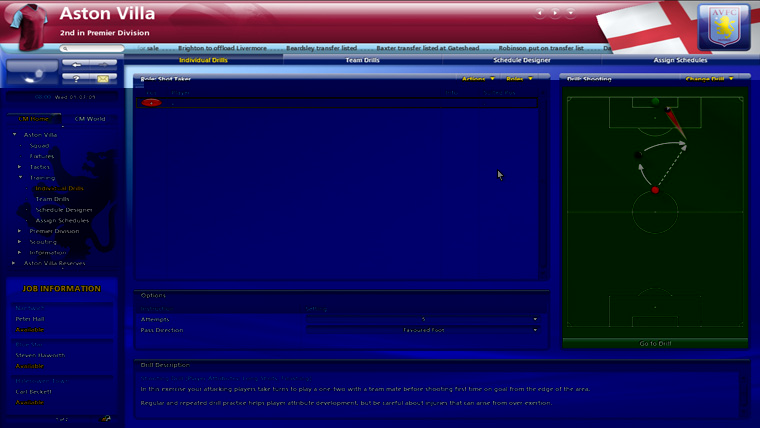 Aston Villa
2nd in Premier Division
sale Brighton to offload Livermore Beardsley transfer listed Baxter transfer listed at Gateshead Robinson put on transfer list
AVFC
Individual Drills Team Drills Schedule Designer Assign Schedules
Role: Shot Taker Actions Roles Drill: Shooting Change Drill
?
Wed 09.07.09
CM Home CM World
Aston Villa
Squad
Fixtures
Tactics
Training
Individual Drills
Team Drills
Schedule Designer
Assign Schedules
Premier Division
Scouting
Information
Aston Villa Reserves
JOB INFORMATION
Peter Hall
Available
Steven Haworth
Available
Carl Beskett
Available
Options
Attempts 5
Pass Direction Favoured Foot
Go to Drill
Drill Description
In this exercise your attacking players take turns to play a one two with a team mate before shooting first time on goal from the edge of the area.
Regular and repeated drill practice helps player attribute development, but be careful about injuries that can arise from over-exertion.